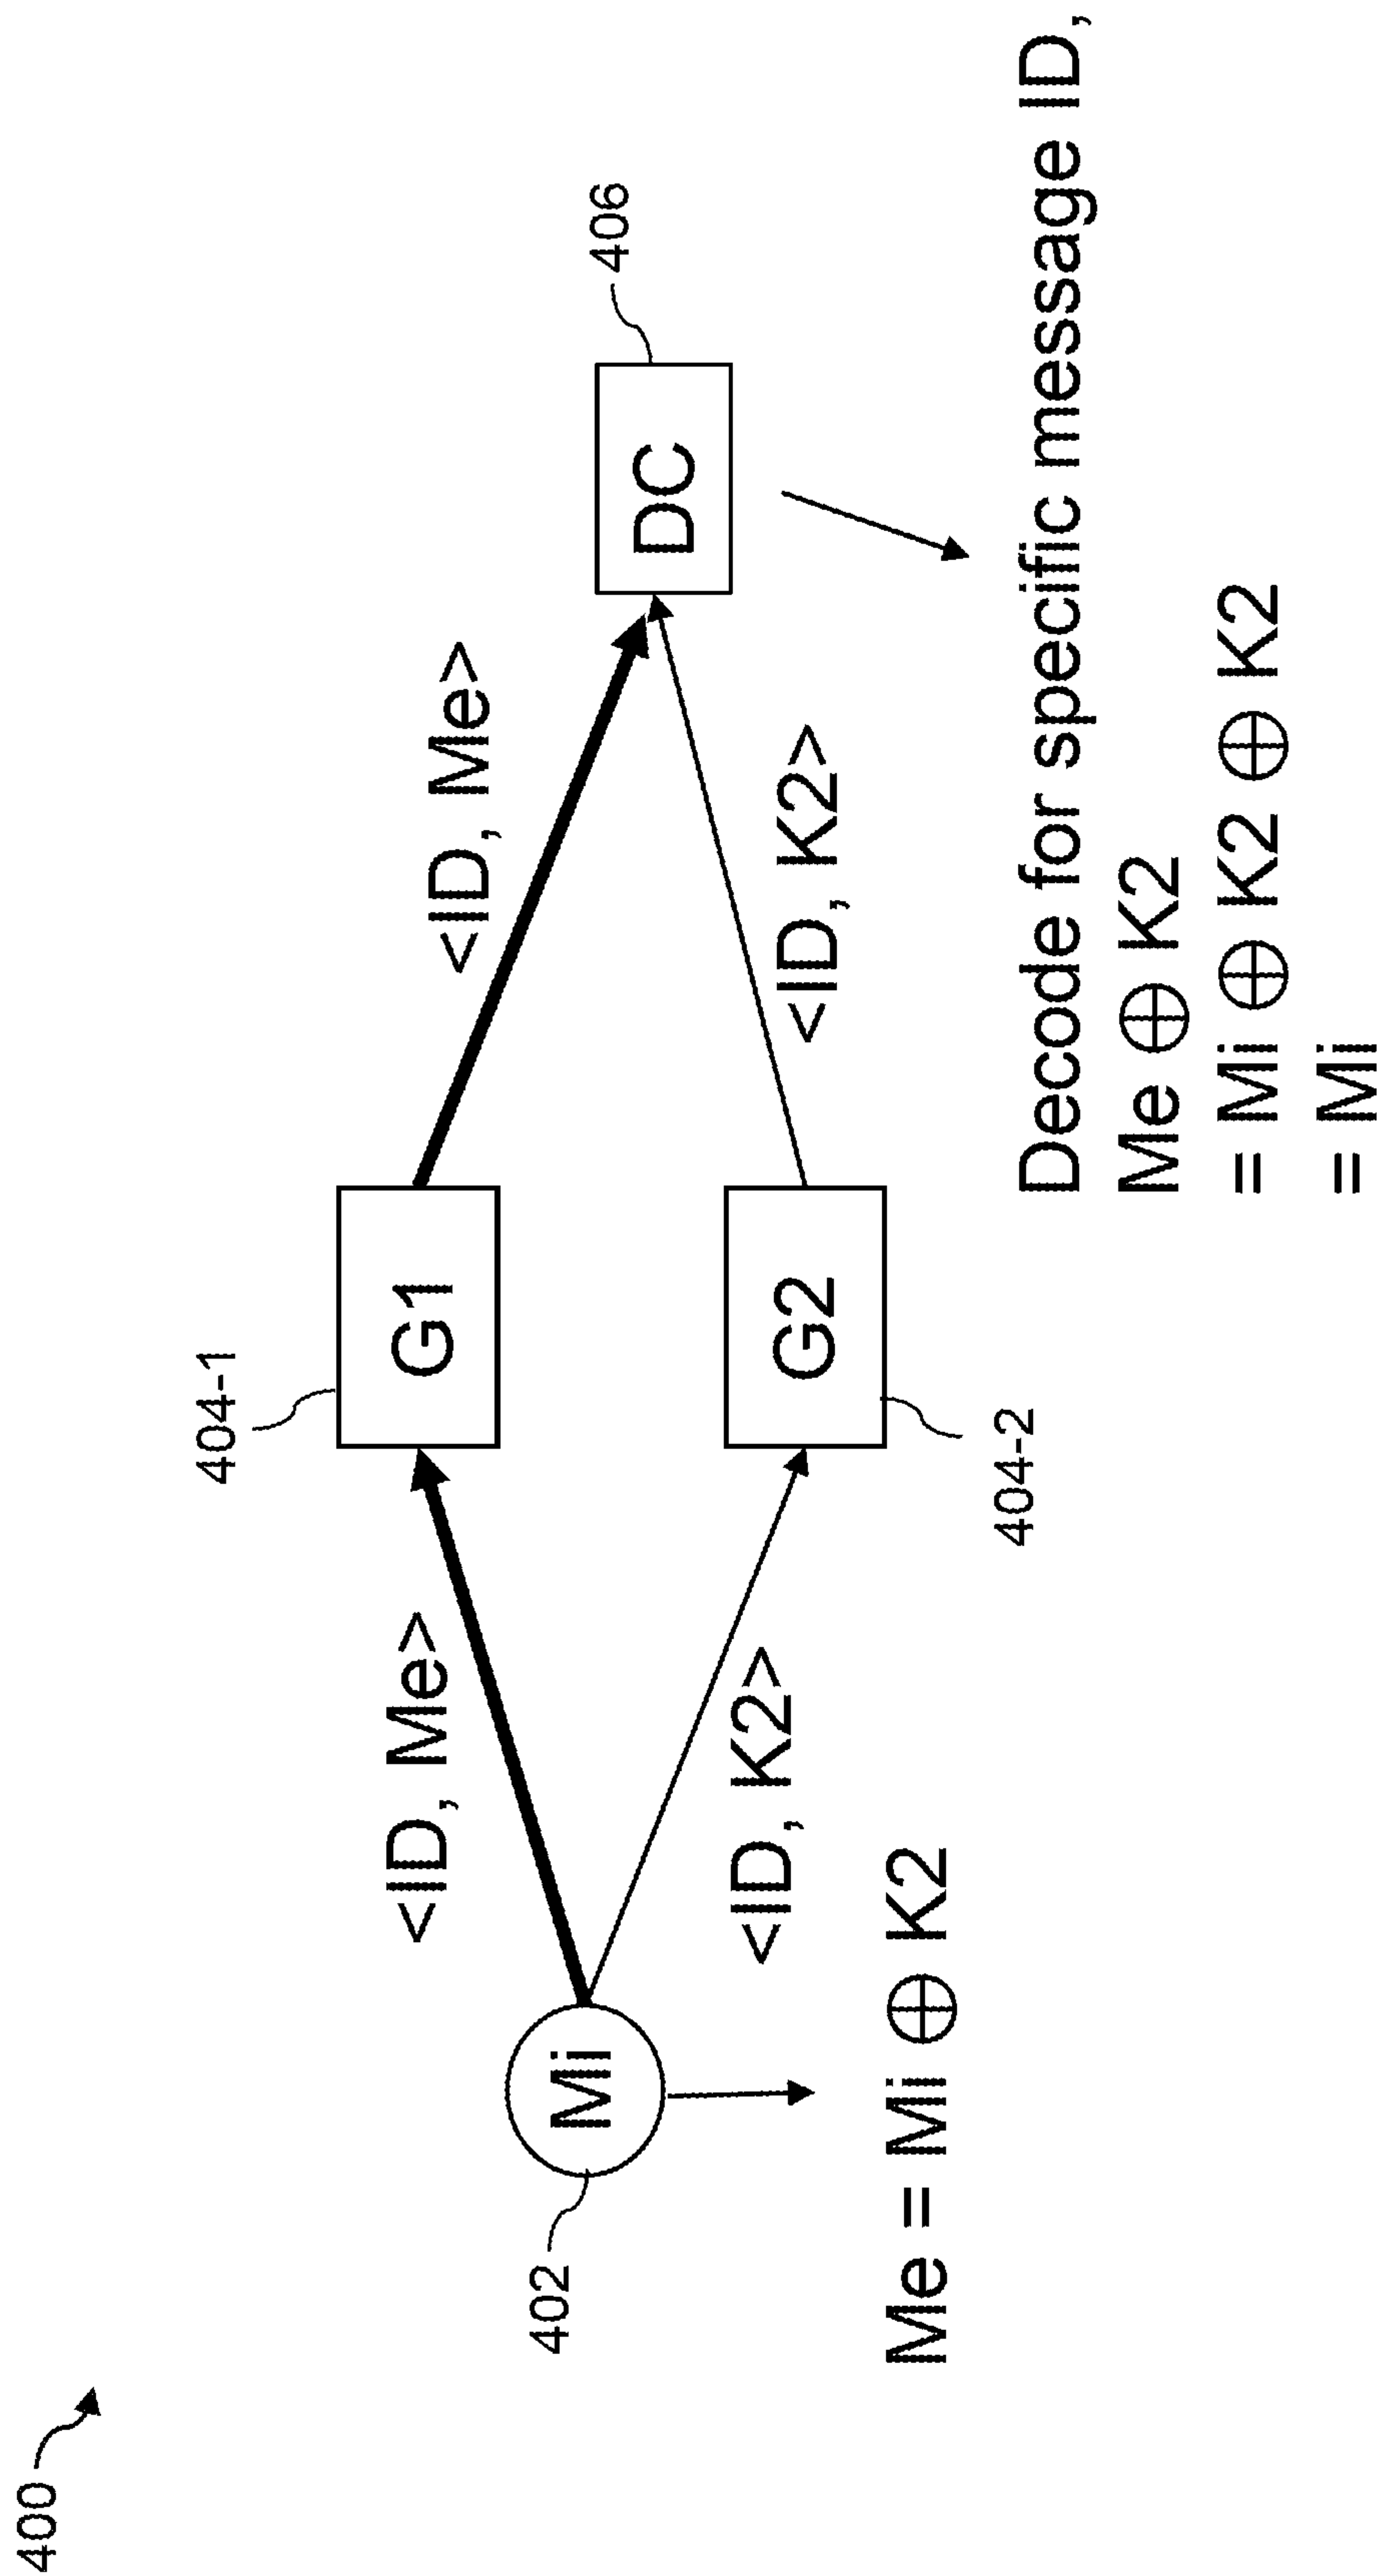 400
402
Mi
Me = Mi ⊕ K2
<ID, Me>
<ID, K2>
404-1
G1
G2
404-2
<ID, Me>
<ID, K2>
DC
406
Decode for specific message ID,
Me ⊕ K2
= Mi ⊕ K2 ⊕ K2
= Mi